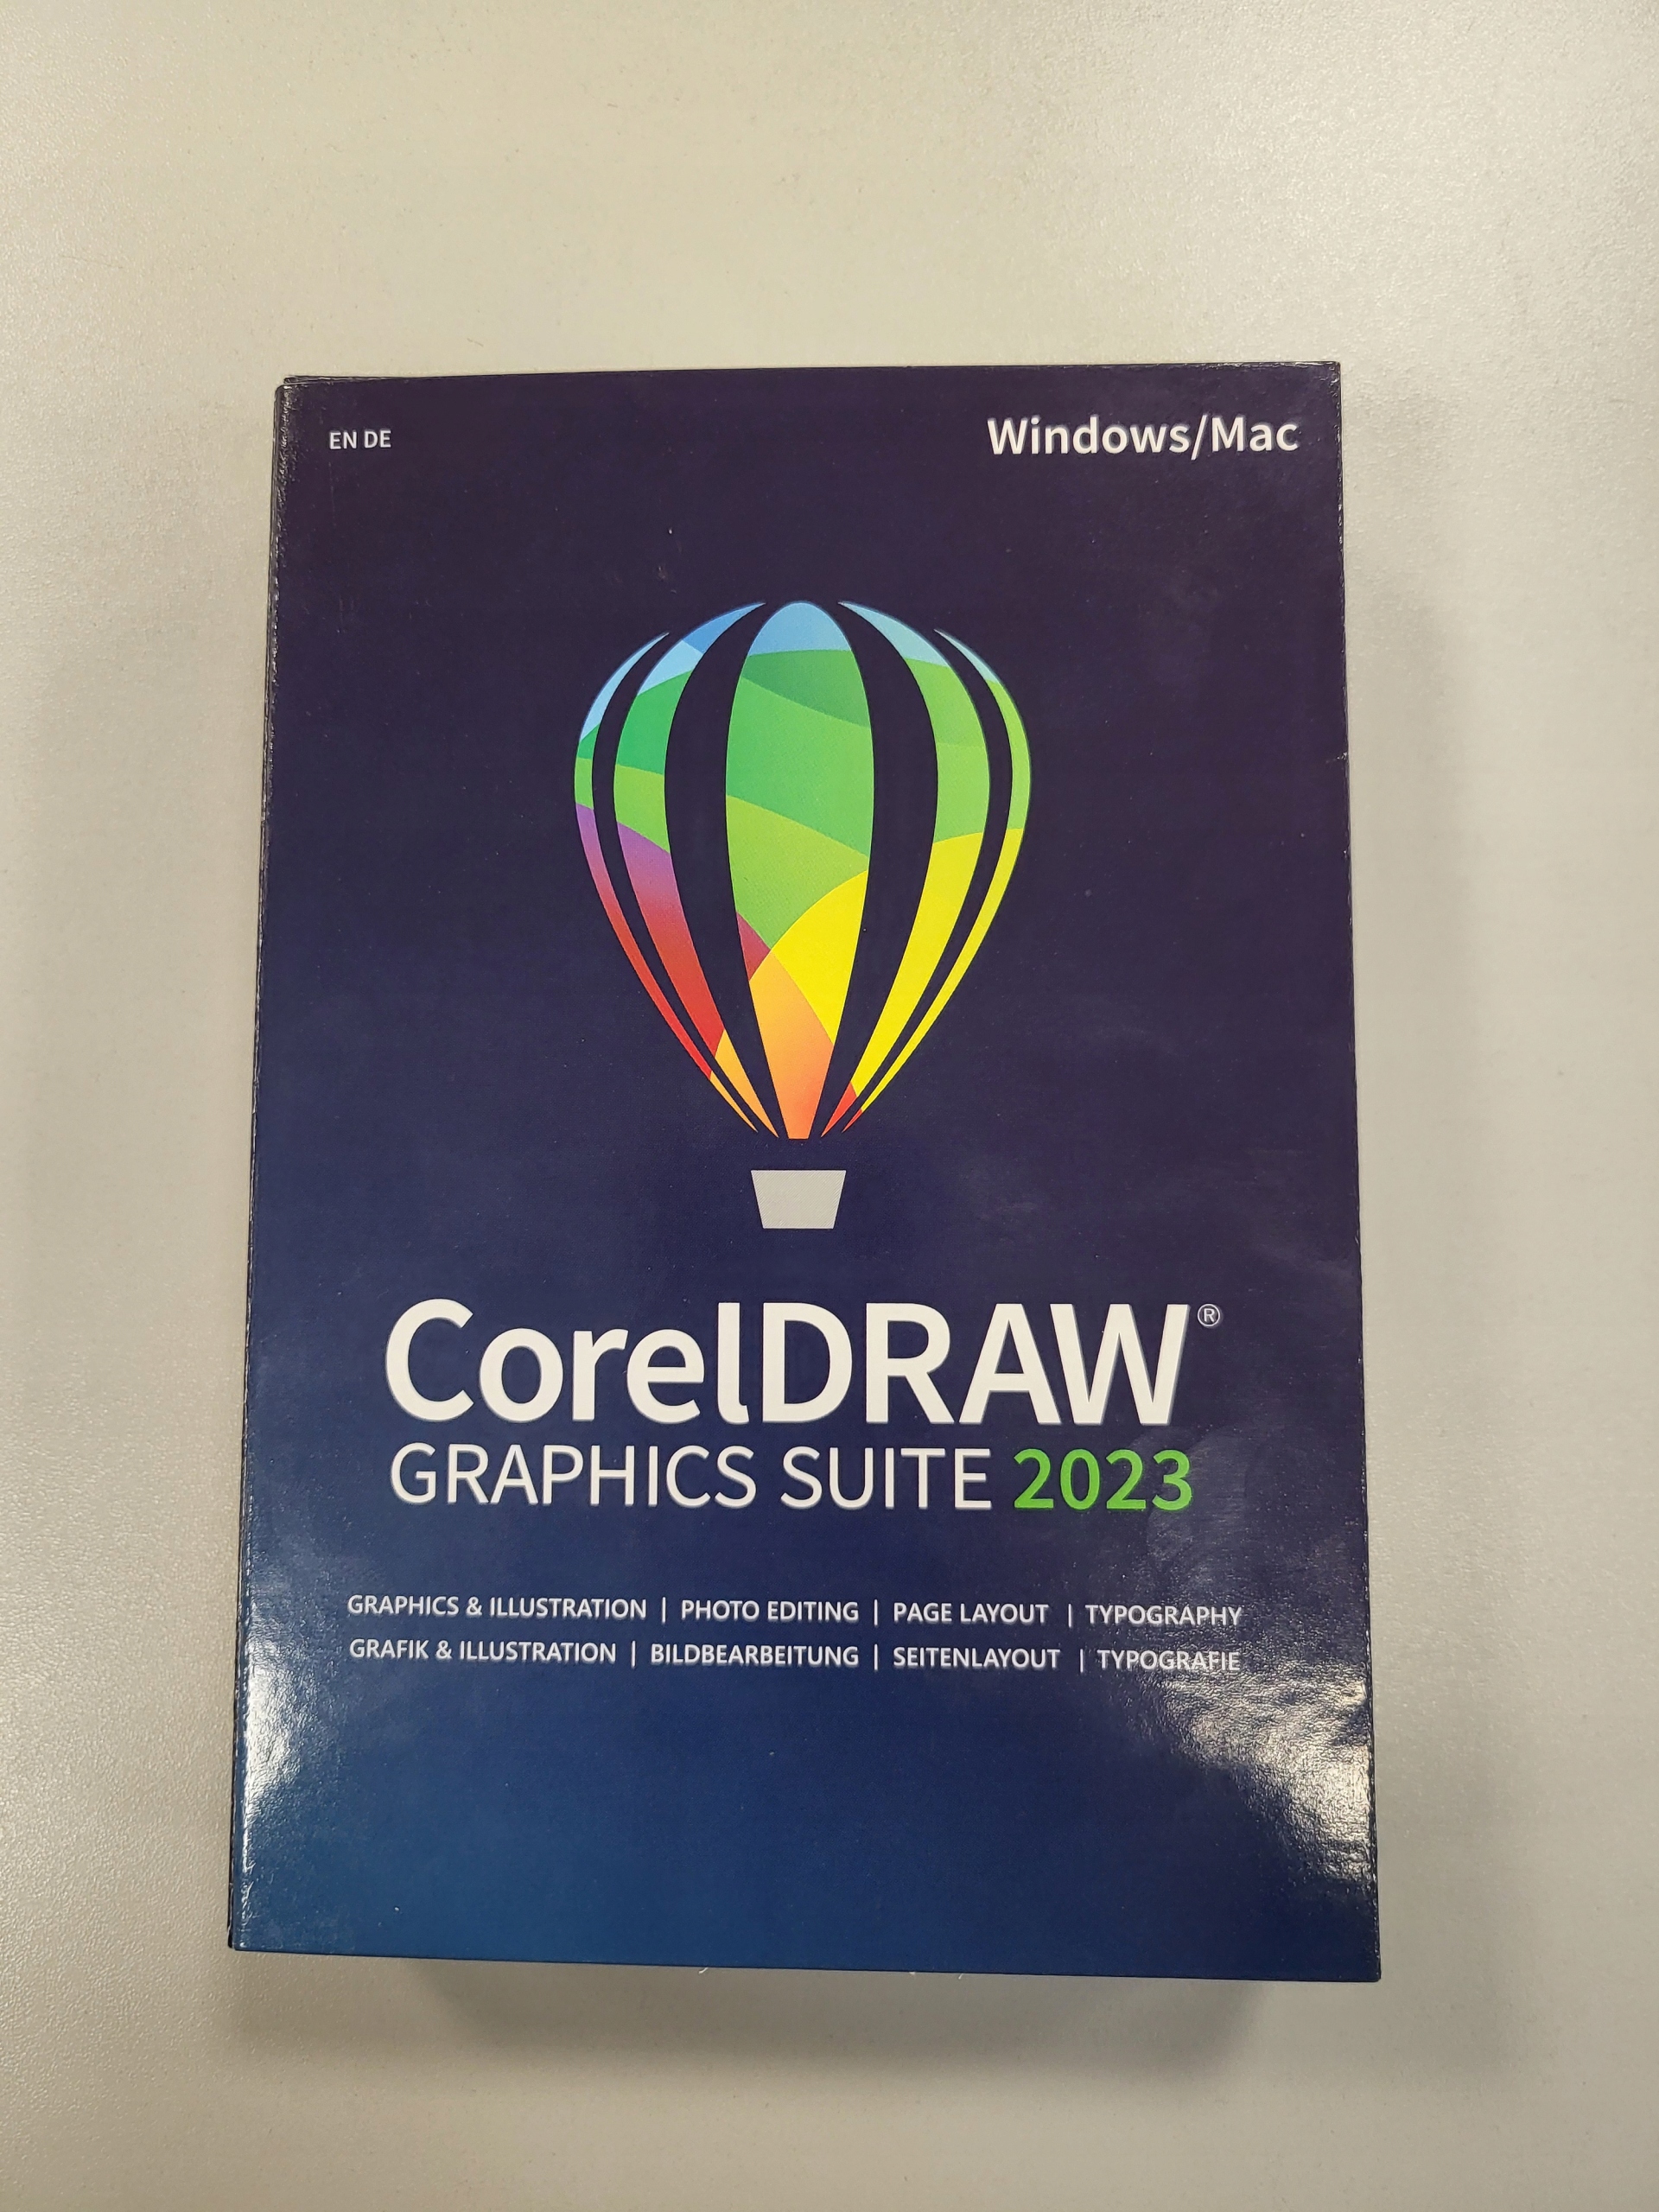 EN DE
Windows/Mac
CorelDRAW®
GRAPHICS SUITE 2023
GRAPHICS & ILLUSTRATION | PHOTO EDITING | PAGE LAYOUT | TYPOGRAPHY
GRAFIK & ILLUSTRATION | BILDBEARBEITUNG | SEITENLAYOUT | TYPOGRAFIE